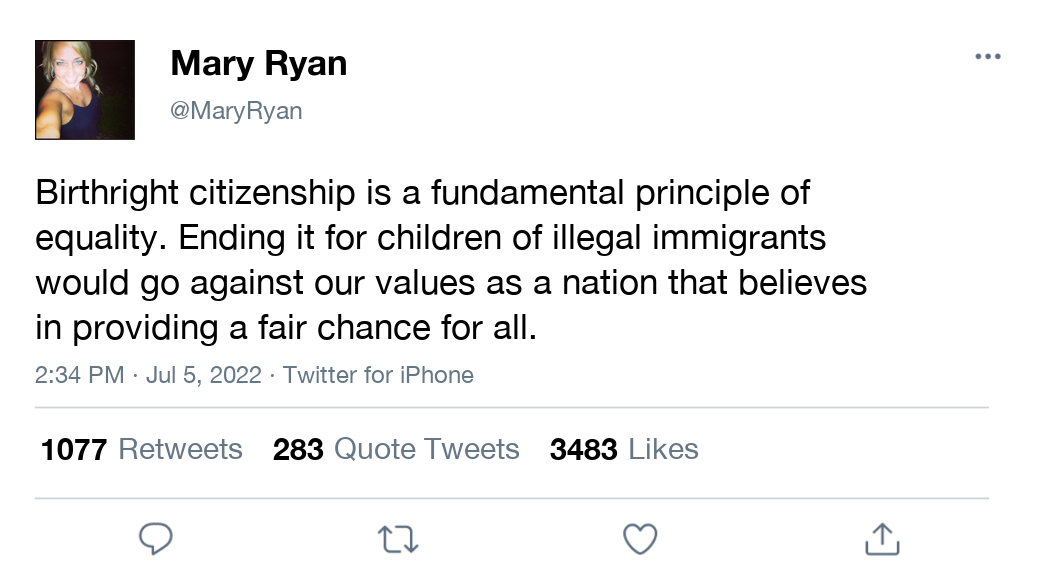 Mary Ryan
@MaryRyan
Birthright citizenship is a fundamental principle of
equality. Ending it for children of illegal immigrants
would go against our values as a nation that believes
in providing a fair chance for all.
2:34 PM · Jul 5, 2022 · Twitter for iPhone
1077 Retweets 283 Quote Tweets 3483 Likes